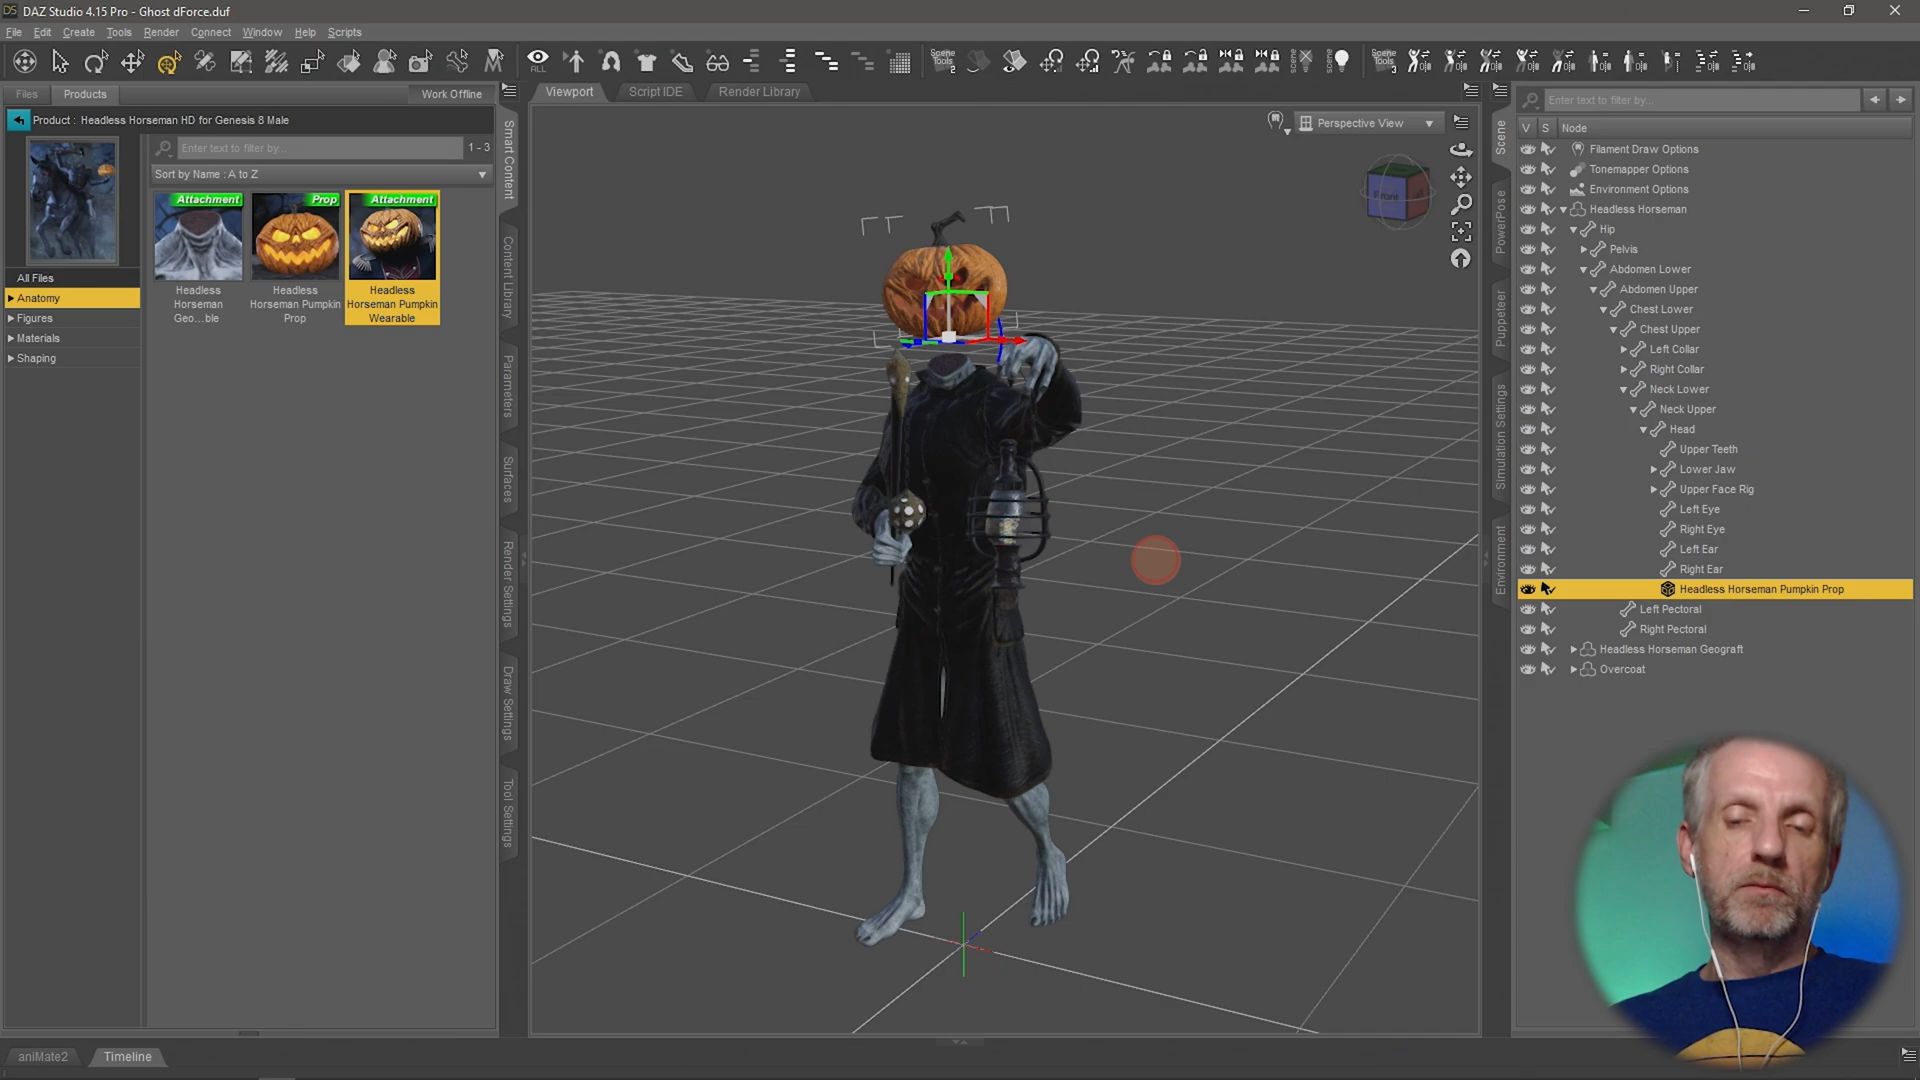 DS DAZ Studio 4.15 Pro - Ghost dForce.duf
File Edit Create Tools Render Connect Window Help Scripts
ALL
Scene Tools 2
Scene Tools 3
Files Products Work Offline
Product : Headless Horseman HD for Genesis 8 Male
Enter text to filter by...
1 - 3
Sort by Name : A to Z
All Files
Anatomy
Figures
Materials
Shaping
Attachment
Headless
Horseman
Geo...ble
Prop
Headless
Horseman Pumpkin
Prop
Attachment
Headless
Horseman Pumpkin
Wearable
Smart Content
Content Library
Parameters
Surfaces
Render Settings
Draw Settings
Tool Settings
Viewport Script IDE Render Library
Perspective View
Front
Scene
PowerPose
Puppeteer
Simulation Settings
Environment
Enter text to filter by...
V S Node
Filament Draw Options
Tonemapper Options
Environment Options
Headless Horseman
Hip
Pelvis
Abdomen Lower
Abdomen Upper
Chest Lower
Chest Upper
Left Collar
Right Collar
Neck Lower
Neck Upper
Head
Upper Teeth
Lower Jaw
Upper Face Rig
Left Eye
Right Eye
Left Ear
Right Ear
Headless Horseman Pumpkin Prop
Left Pectoral
Right Pectoral
Headless Horseman Geograft
Overcoat
aniMate2 Timeline